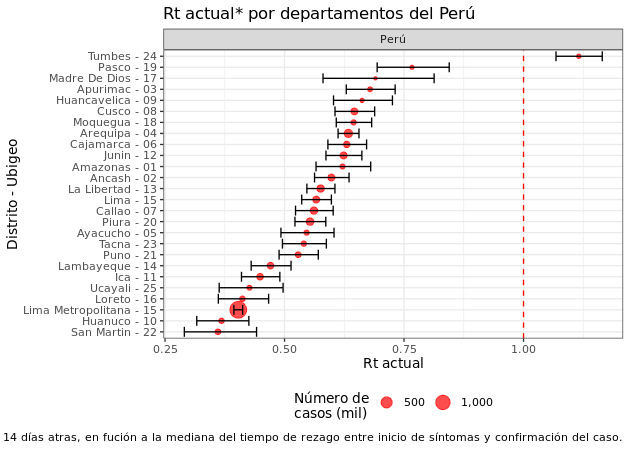 Rt actual* por departamentos del Perú
Perú
Distrito - Ubigeo
Tumbes - 24
Pasco - 19
Madre De Dios - 17
Apurimac - 03
Huancavelica - 09
Cusco - 08
Moquegua - 18
Arequipa - 04
Cajamarca - 06
Junin - 12
Amazonas - 01
Ancash - 02
La Libertad - 13
Lima - 15
Callao - 07
Piura - 20
Ayacucho - 05
Tacna - 23
Puno - 21
Lambayeque - 14
Ica - 11
Ucayali - 25
Loreto - 16
Lima Metropolitana - 15
Huanuco - 10
San Martin - 22
0.25 0.50 0.75 1.00
Rt actual
Número de
casos (mil)
500 1,000
14 días atras, en fución a la mediana del tiempo de rezago entre inicio de síntomas y confirmación del caso.